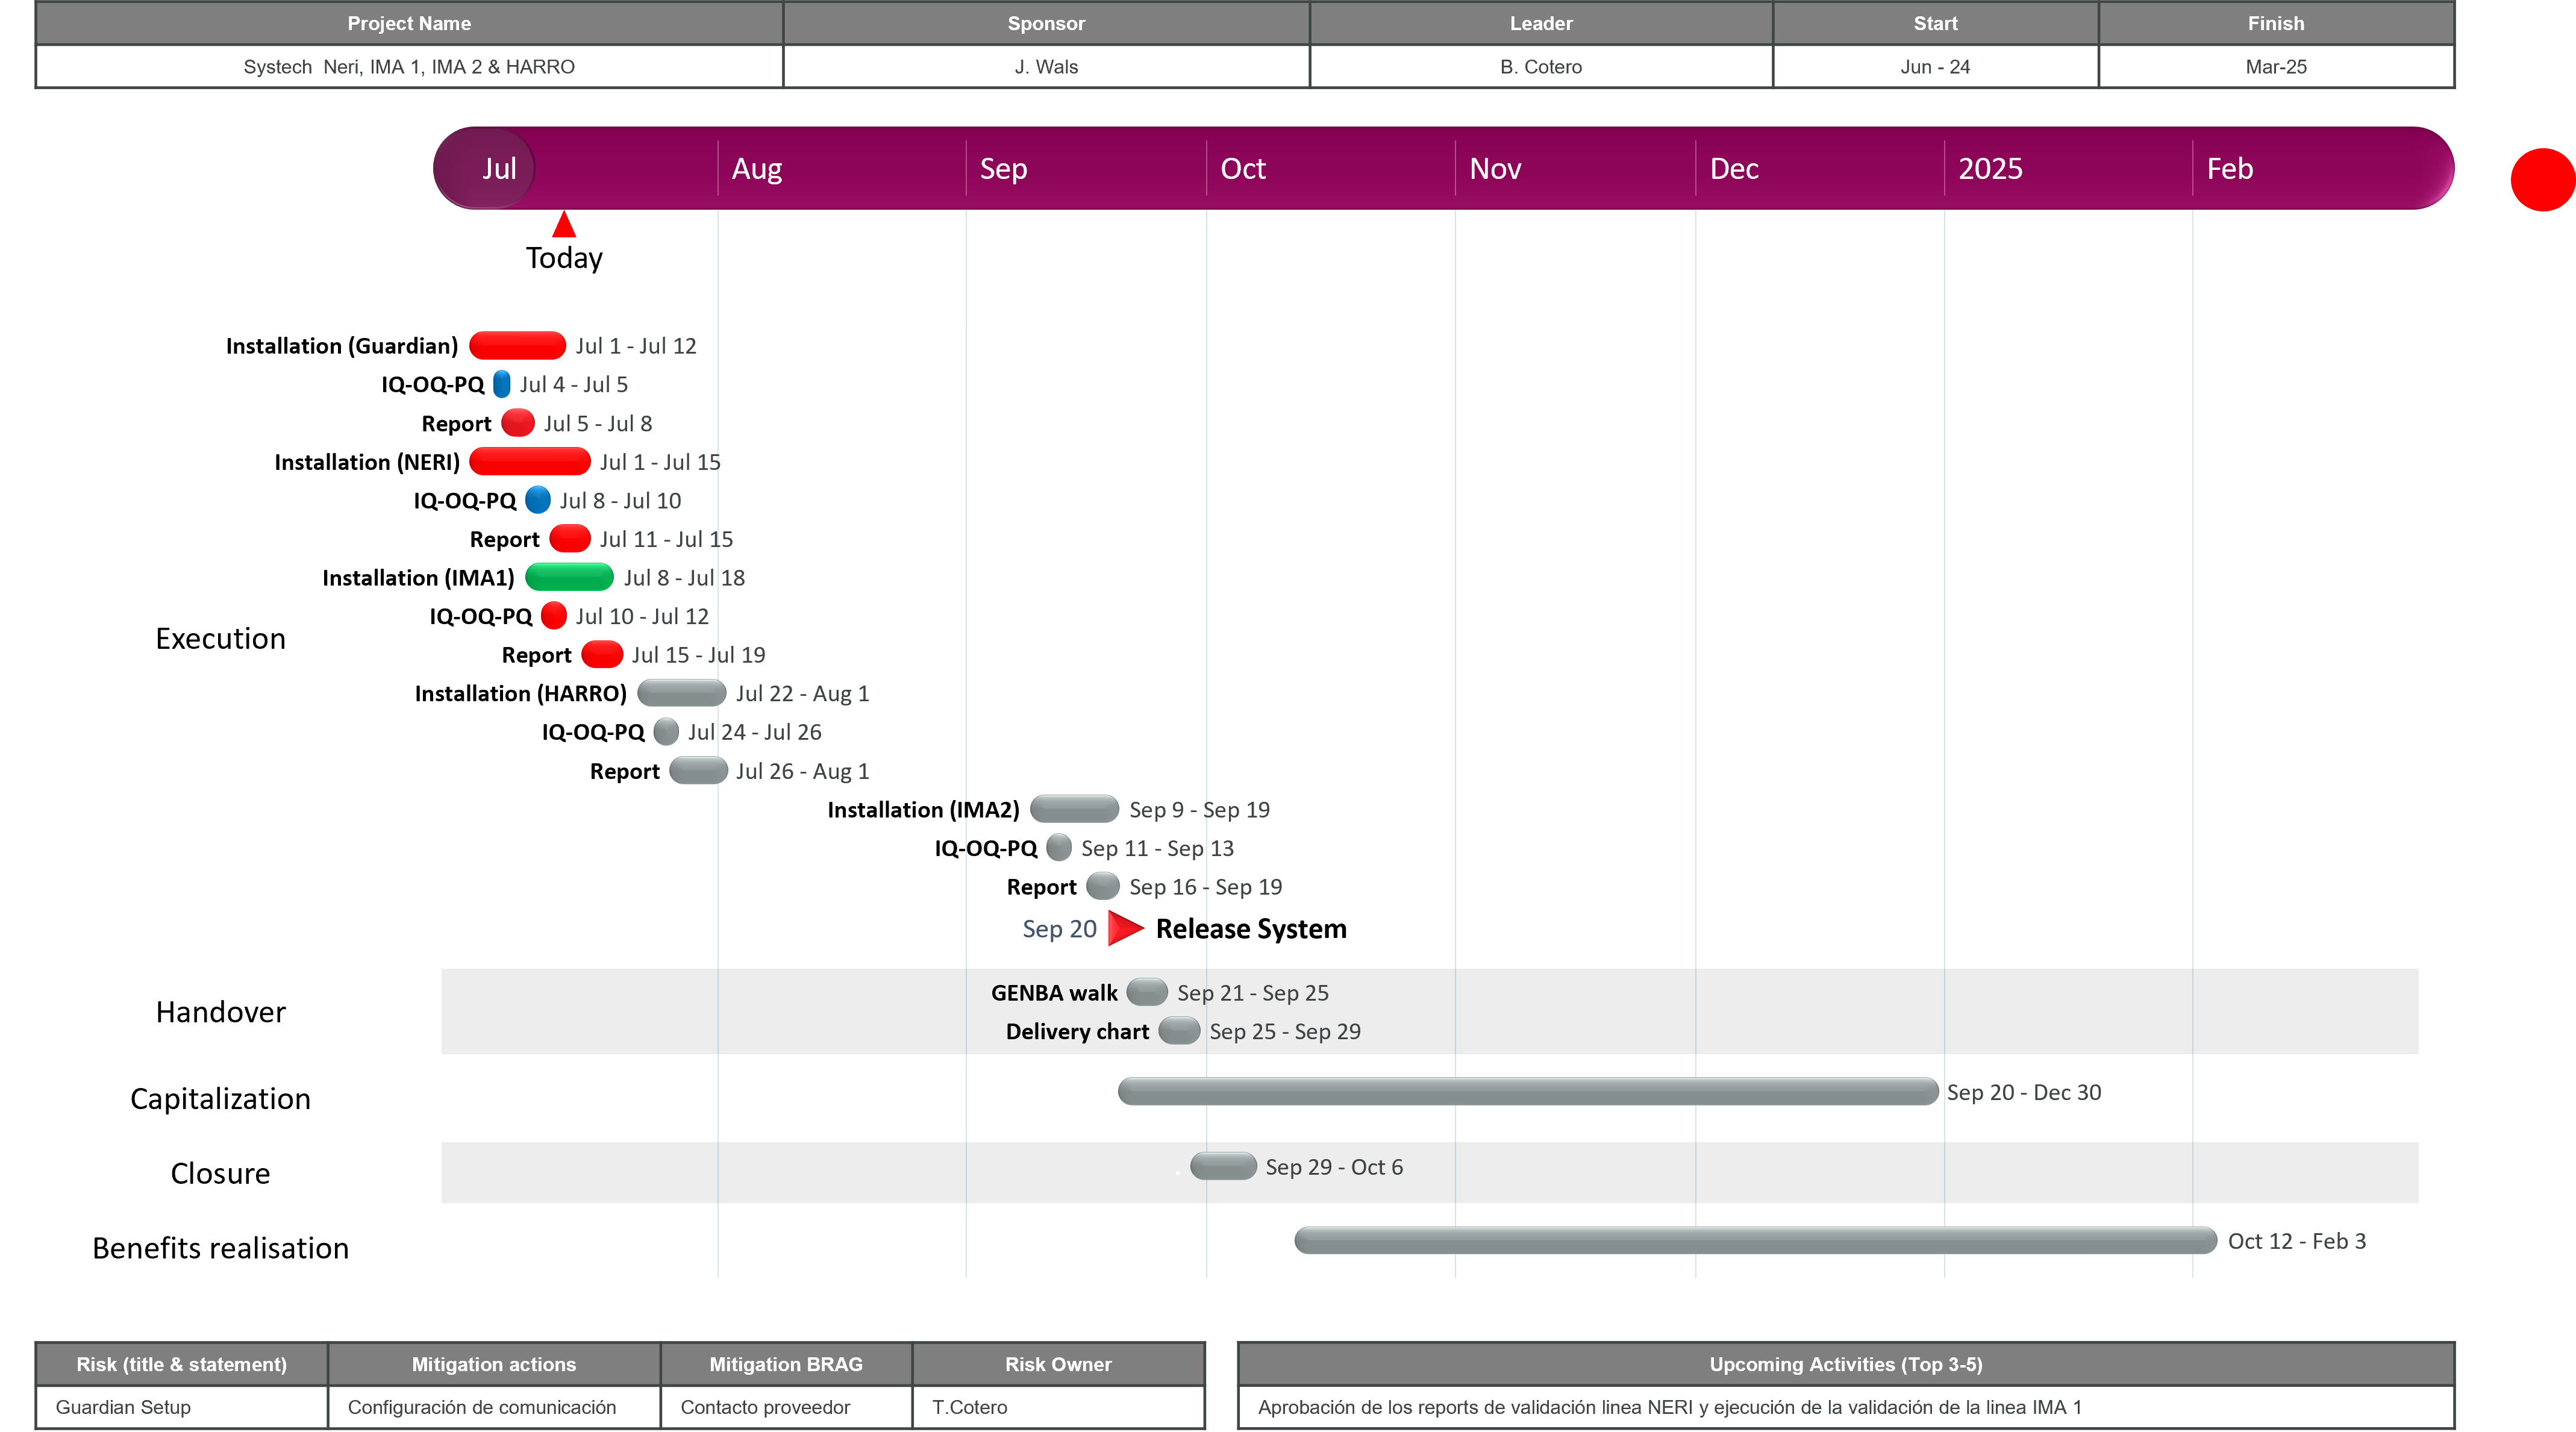 Project Name Sponsor Leader Start Finish
Systech  Neri, IMA 1, IMA 2 & HARRO J. Wals B. Cotero Jun - 24 Mar-25
Jul Aug Sep Oct Nov Dec 2025 Feb
Today
Installation (Guardian) Jul 1 - Jul 12
IQ-OQ-PQ Jul 4 - Jul 5
Report Jul 5 - Jul 8
Installation (NERI) Jul 1 - Jul 15
IQ-OQ-PQ Jul 8 - Jul 10
Report Jul 11 - Jul 15
Installation (IMA1) Jul 8 - Jul 18
IQ-OQ-PQ Jul 10 - Jul 12
Execution
Report Jul 15 - Jul 19
Installation (HARRO) Jul 22 - Aug 1
IQ-OQ-PQ Jul 24 - Jul 26
Report Jul 26 - Aug 1
Installation (IMA2) Sep 9 - Sep 19
IQ-OQ-PQ Sep 11 - Sep 13
Report Sep 16 - Sep 19
Sep 20 Release System
GENBA walk Sep 21 - Sep 25
Handover
Delivery chart Sep 25 - Sep 29
Capitalization Sep 20 - Dec 30
Closure Sep 29 - Oct 6
Benefits realisation Oct 12 - Feb 3
Risk (title & statement) Mitigation actions Mitigation BRAG Risk Owner
Guardian Setup Configuración de comunicación Contacto proveedor T.Cotero
Upcoming Activities (Top 3-5)
Aprobación de los reports de validación linea NERI y ejecución de la validación de la linea IMA 1